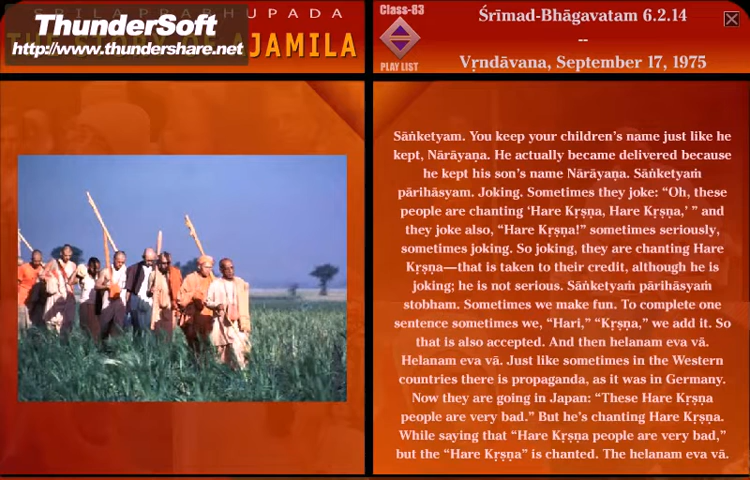 SRILA PRABHUPADA
ThunderSoft
http://www.thundershare.net
THE STORY OF AJAMILA
Class-63
PLAY LIST
Śrīmad-Bhāgavatam 6.2.14
--
Vṛndāvana, September 17, 1975
Sāṅketyam. You keep your children’s name just like he
kept, Nārāyaṇa. He actually became delivered because
he kept his son’s name Nārāyaṇa. Sāṅketyaṁ
pārihāsyam. Joking. Sometimes they joke: “Oh, these
people are chanting ‘Hare Kṛṣṇa, Hare Kṛṣṇa,’ ” and
they joke also, “Hare Kṛṣṇa!” sometimes seriously,
sometimes joking. So joking, they are chanting Hare
Kṛṣṇa—that is taken to their credit, although he is
joking; he is not serious. Sāṅketyaṁ pārihāsyaṁ
stobham. Sometimes we make fun. To complete one
sentence sometimes we, “Hari,” “Kṛṣṇa,” we add it. So
that is also accepted. And then helanam eva vā.
Helanam eva vā. Just like sometimes in the Western
countries there is propaganda, as it was in Germany.
Now they are going in Japan: “These Hare Kṛṣṇa
people are very bad.” But he’s chanting Hare Kṛṣṇa.
While saying that “Hare Kṛṣṇa people are very bad,”
but the “Hare Kṛṣṇa” is chanted. The helanam eva vā.